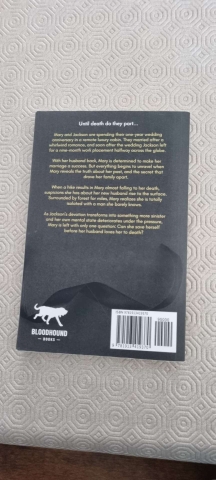 Until death do they part...
Mary and Jackson are spending their one-year wedding
anniversary in a remote luxury cabin. They married after a
whirlwind romance, and soon after the wedding Jackson left
for a nine-month work placement halfway across the globe.
With her husband back, Mary is determined to make her
marriage a success. But everything begins to unravel when
Mary reveals the truth about her past, and the secret that
drove her family apart.
When a hike results in Mary almost falling to her death,
suspicions she has about her new husband rise to the surface.
Surrounded by forest for miles, Mary realizes she is totally
isolated with a man she barely knows.
As Jackson's devotion transforms into something more sinister
and her own mental state deteriorates under the pressure,
Mary is left with only one question: Can she save herself
before her husband loves her to death?
BLOODHOUND
BOOKS